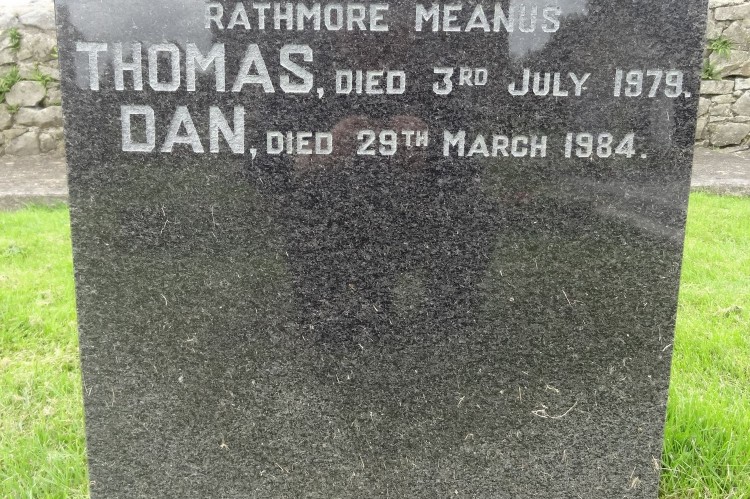 RATHMORE MEANUS
THOMAS, DIED 3RD JULY 1979.
DAN, DIED 29TH MARCH 1984.